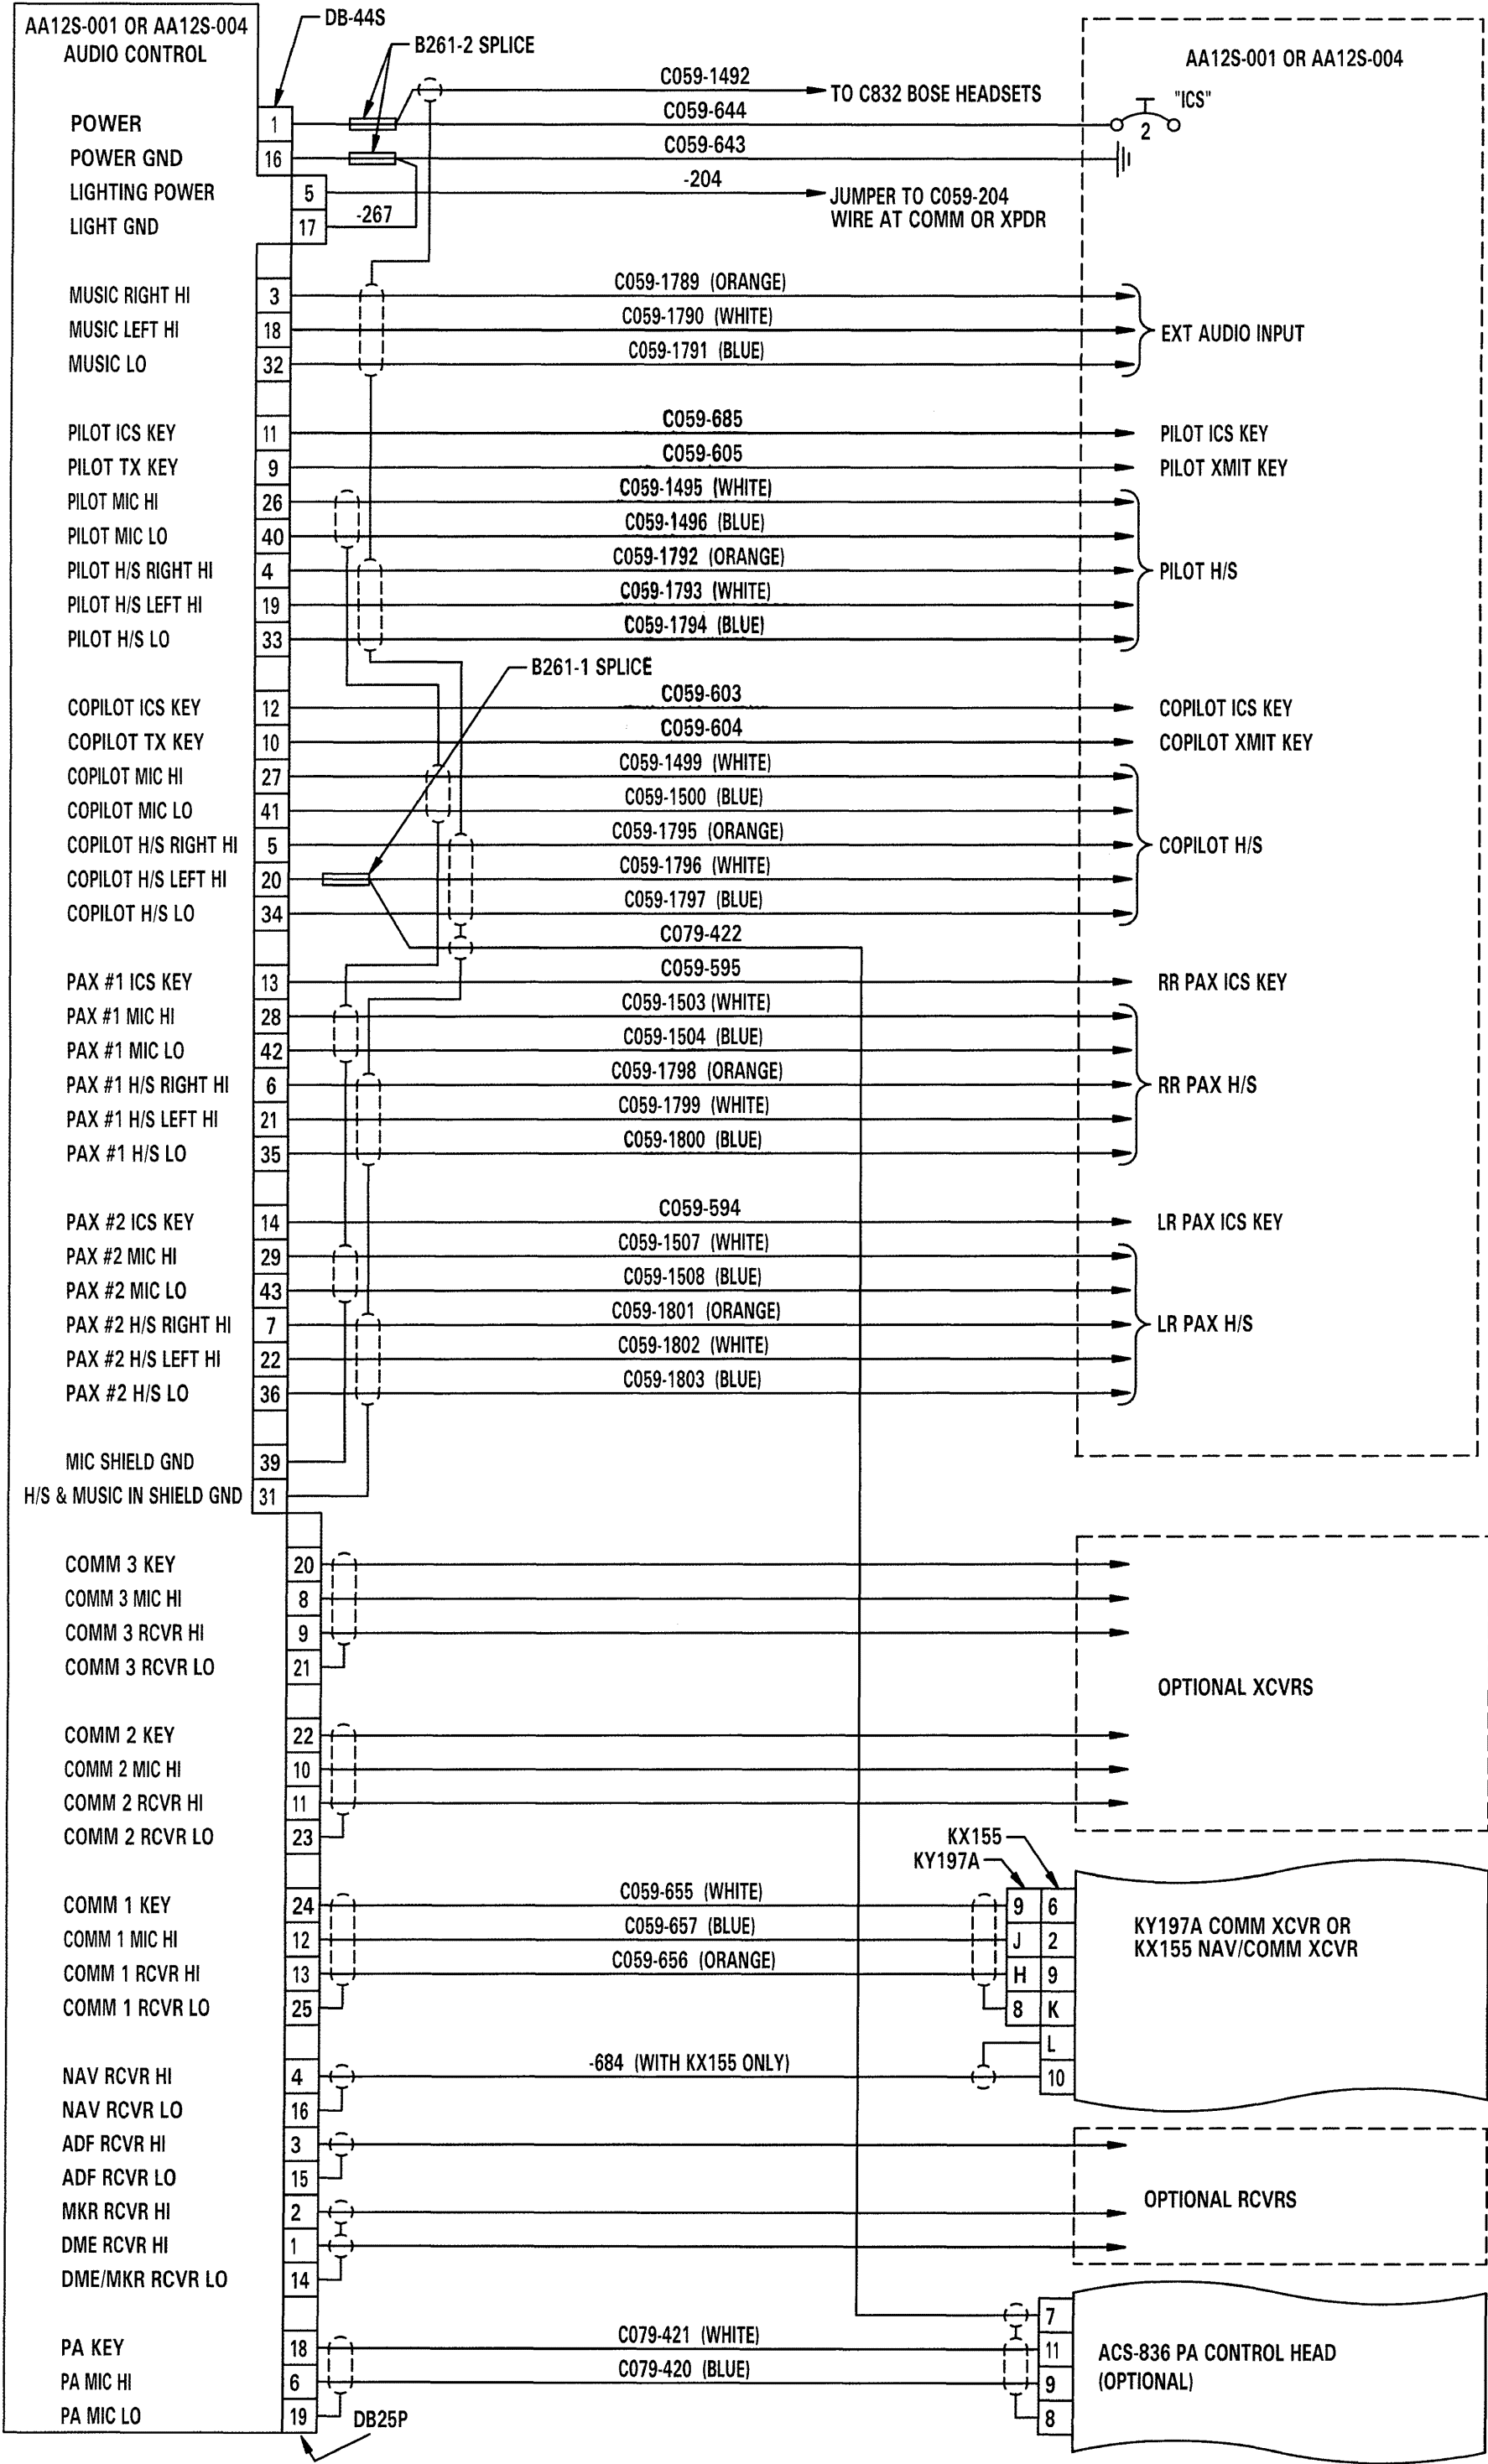 AA12S-001 OR AA12S-004
AUDIO CONTROL
DB-44S
B261-2 SPLICE
AA12S-001 OR AA12S-004
C059-1492
TO C832 BOSE HEADSETS
"ICS"
2
POWER 1 C059-644
POWER GND 16 C059-643
LIGHTING POWER 5 -204
JUMPER TO C059-204
WIRE AT COMM OR XPDR
LIGHT GND 17 -267
MUSIC RIGHT HI 3 C059-1789 (ORANGE)
MUSIC LEFT HI 18 C059-1790 (WHITE)
EXT AUDIO INPUT
MUSIC LO 32 C059-1791 (BLUE)
PILOT ICS KEY 11 C059-685 PILOT ICS KEY
PILOT TX KEY 9 C059-605 PILOT XMIT KEY
PILOT MIC HI 26 C059-1495 (WHITE)
PILOT MIC LO 40 C059-1496 (BLUE)
PILOT H/S RIGHT HI 4 C059-1792 (ORANGE) PILOT H/S
PILOT H/S LEFT HI 19 C059-1793 (WHITE)
PILOT H/S LO 33 C059-1794 (BLUE)
B261-1 SPLICE
COPILOT ICS KEY 12 C059-603 COPILOT ICS KEY
COPILOT TX KEY 10 C059-604 COPILOT XMIT KEY
COPILOT MIC HI 27 C059-1499 (WHITE)
COPILOT MIC LO 41 C059-1500 (BLUE)
COPILOT H/S RIGHT HI 5 C059-1795 (ORANGE) COPILOT H/S
COPILOT H/S LEFT HI 20 C059-1796 (WHITE)
COPILOT H/S LO 34 C059-1797 (BLUE)
C079-422
PAX #1 ICS KEY 13 C059-595 RR PAX ICS KEY
PAX #1 MIC HI 28 C059-1503 (WHITE)
PAX #1 MIC LO 42 C059-1504 (BLUE)
PAX #1 H/S RIGHT HI 6 C059-1798 (ORANGE) RR PAX H/S
PAX #1 H/S LEFT HI 21 C059-1799 (WHITE)
PAX #1 H/S LO 35 C059-1800 (BLUE)
PAX #2 ICS KEY 14 C059-594 LR PAX ICS KEY
PAX #2 MIC HI 29 C059-1507 (WHITE)
PAX #2 MIC LO 43 C059-1508 (BLUE)
PAX #2 H/S RIGHT HI 7 C059-1801 (ORANGE) LR PAX H/S
PAX #2 H/S LEFT HI 22 C059-1802 (WHITE)
PAX #2 H/S LO 36 C059-1803 (BLUE)
MIC SHIELD GND 39
H/S & MUSIC IN SHIELD GND 31
COMM 3 KEY 20
COMM 3 MIC HI 8
COMM 3 RCVR HI 9
COMM 3 RCVR LO 21
OPTIONAL XCVRS
COMM 2 KEY 22
COMM 2 MIC HI 10
COMM 2 RCVR HI 11
COMM 2 RCVR LO 23
KX155
KY197A
COMM 1 KEY 24 C059-655 (WHITE) 9 6
COMM 1 MIC HI 12 C059-657 (BLUE) J 2
KY197A COMM XCVR OR
KX155 NAV/COMM XCVR
COMM 1 RCVR HI 13 C059-656 (ORANGE) H 9
COMM 1 RCVR LO 25 8 K
L
NAV RCVR HI 4 -684 (WITH KX155 ONLY) 10
NAV RCVR LO 16
ADF RCVR HI 3
ADF RCVR LO 15
OPTIONAL RCVRS
MKR RCVR HI 2
DME RCVR HI 1
DME/MKR RCVR LO 14
7
PA KEY 18 C079-421 (WHITE) 11
ACS-836 PA CONTROL HEAD
(OPTIONAL)
PA MIC HI 6 C079-420 (BLUE) 9
PA MIC LO 19 8
DB25P